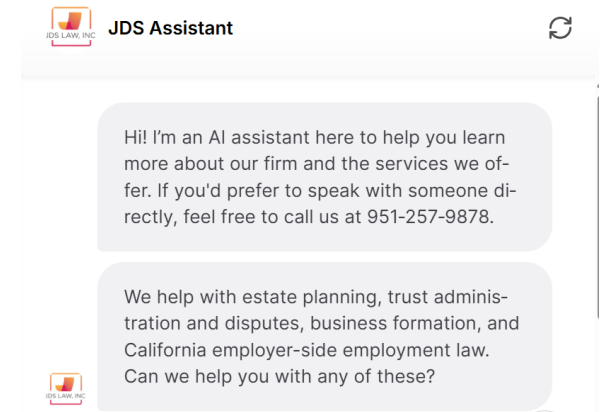 JDS LAW, INC
JDS Assistant
Hi! I'm an AI assistant here to help you learn
more about our firm and the services we of-
fer. If you'd prefer to speak with someone di-
rectly, feel free to call us at 951-257-9878.
We help with estate planning, trust adminis-
tration and disputes, business formation, and
California employer-side employment law.
Can we help you with any of these?
JDS LAW, INC